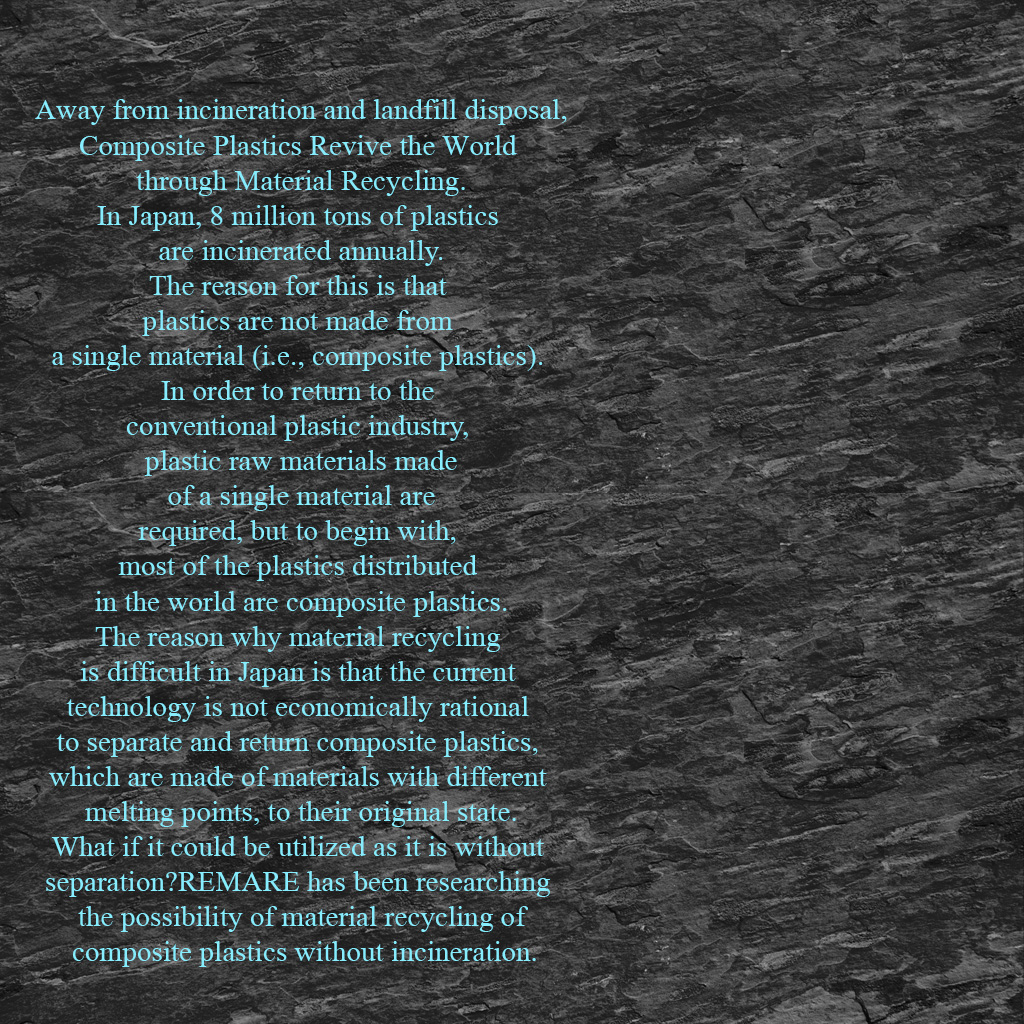 Away from incineration and landfill disposal,
Composite Plastics Revive the World
through Material Recycling.
In Japan, 8 million tons of plastics
are incinerated annually.
The reason for this is that
plastics are not made from
a single material (i.e., composite plastics).
In order to return to the
conventional plastic industry,
plastic raw materials made
of a single material are
required, but to begin with,
most of the plastics distributed
in the world are composite plastics.
The reason why material recycling
is difficult in Japan is that the current
technology is not economically rational
to separate and return composite plastics,
which are made of materials with different
melting points, to their original state.
What if it could be utilized as it is without
separation?REMARE has been researching
the possibility of material recycling of
composite plastics without incineration.